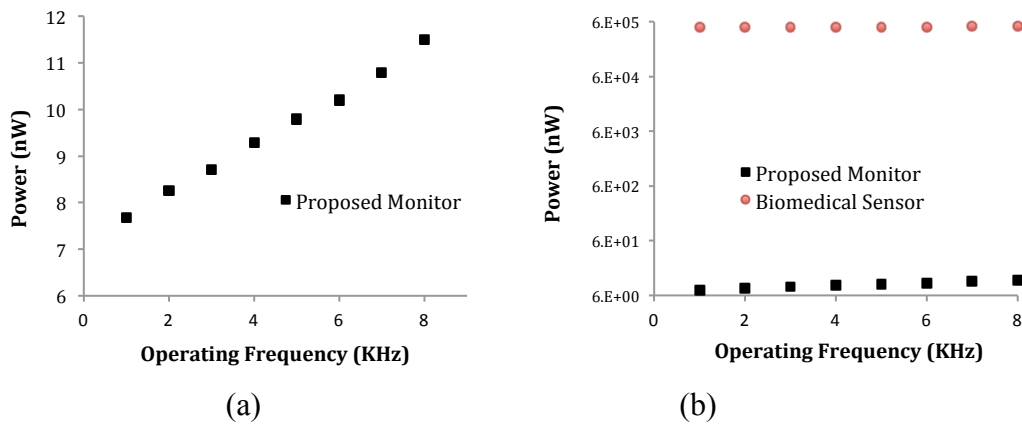 12
11
10
9
8
7
6
Power (nW)
0
2
4
6
8
Operating Frequency (KHz)
Proposed Monitor
(a)
6.E+05
6.E+04
6.E+03
6.E+02
6.E+01
6.E+00
Power (nW)
0
2
4
6
8
Operating Frequency (KHz)
Proposed Monitor
Biomedical Sensor
(b)